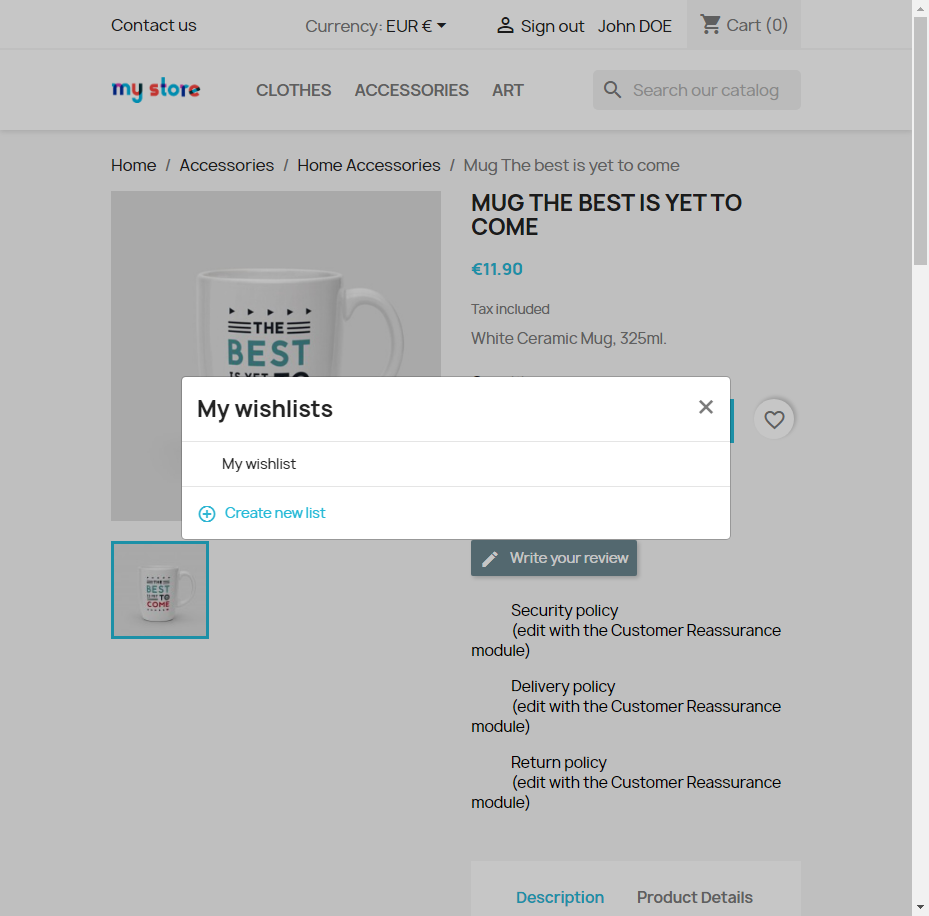 Contact us
Currency: EUR €
Sign out
John DOE
Cart (0)
my store
CLOTHES
ACCESSORIES
ART
Search our catalog
Home / Accessories / Home Accessories / Mug The best is yet to come
THE
BEST
IS YET TO
MUG THE BEST IS YET TO
COME
€11.90
Tax included
White Ceramic Mug, 325ml.
My wishlists
My wishlist
Create new list
BEST
IS YET TO
COME
Write your review
Security policy
(edit with the Customer Reassurance
module)
Delivery policy
(edit with the Customer Reassurance
module)
Return policy
(edit with the Customer Reassurance
module)
Description
Product Details